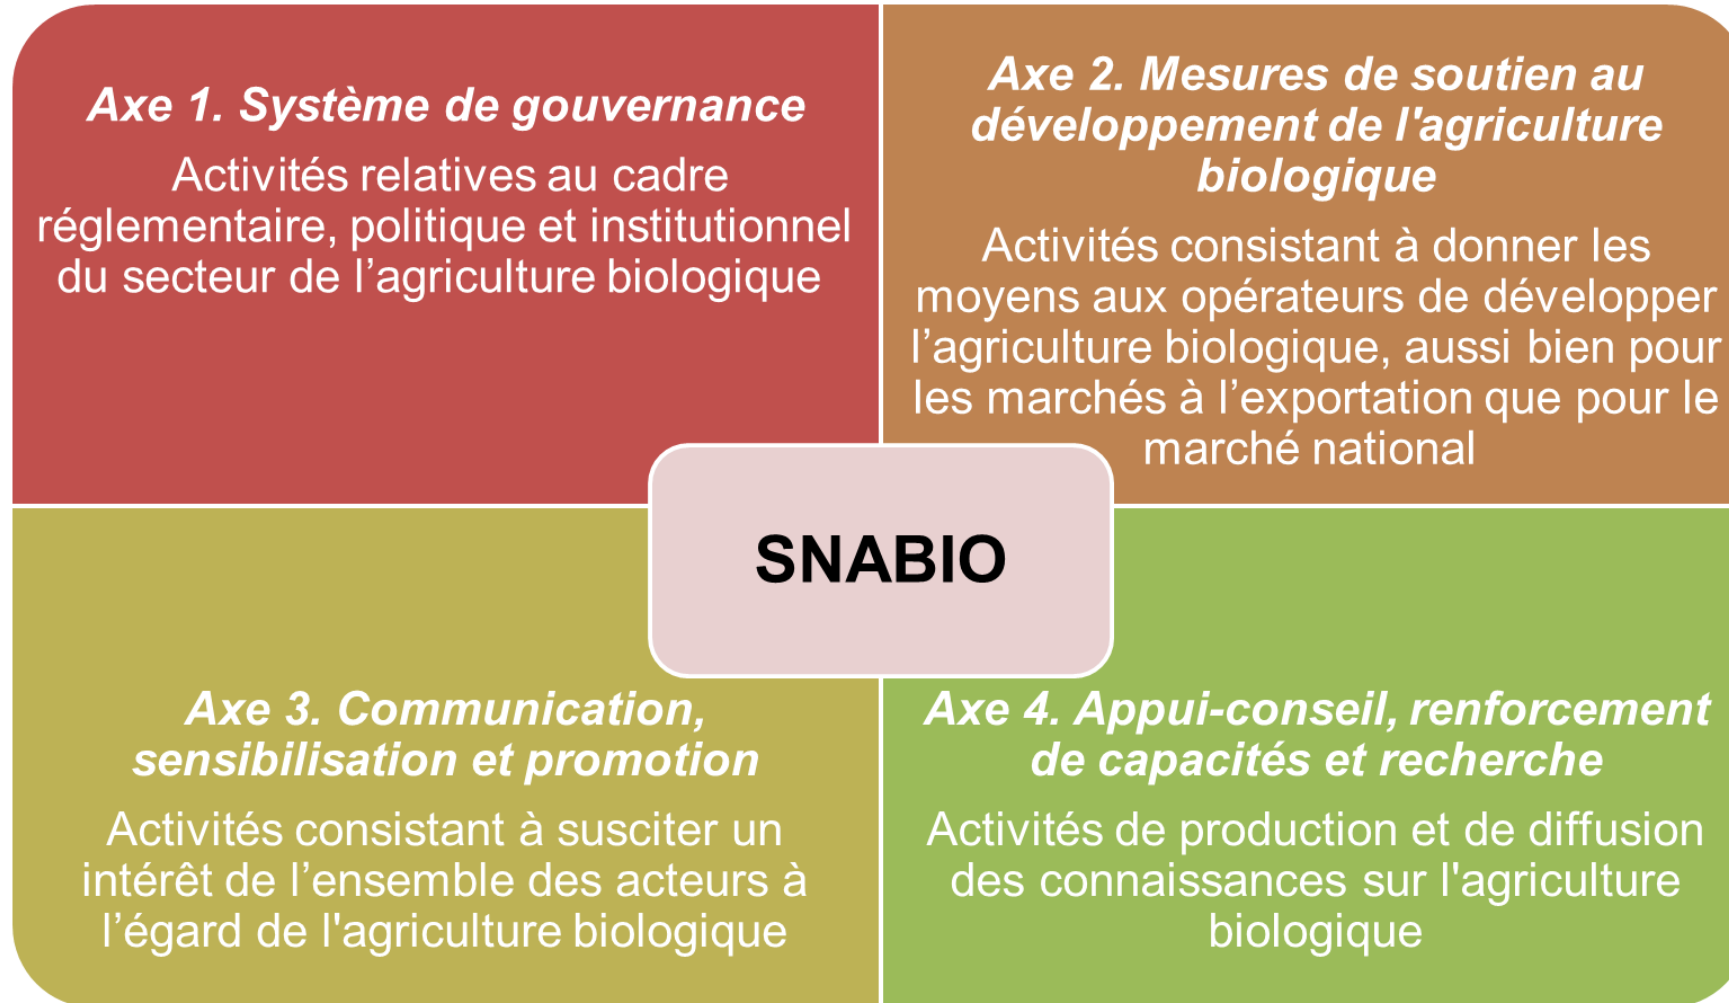 Axe 1. Système de gouvernance
Activités relatives au cadre
réglementaire, politique et institutionnel
du secteur de l’agriculture biologique
Axe 2. Mesures de soutien au
développement de l'agriculture
biologique
Activités consistant à donner les
moyens aux opérateurs de développer
l’agriculture biologique, aussi bien pour
les marchés à l’exportation que pour le
marché national
SNABIO
Axe 3. Communication,
sensibilisation et promotion
Activités consistant à susciter un
intérêt de l’ensemble des acteurs à
l’égard de l'agriculture biologique
Axe 4. Appui-conseil, renforcement
de capacités et recherche
Activités de production et de diffusion
des connaissances sur l'agriculture
biologique